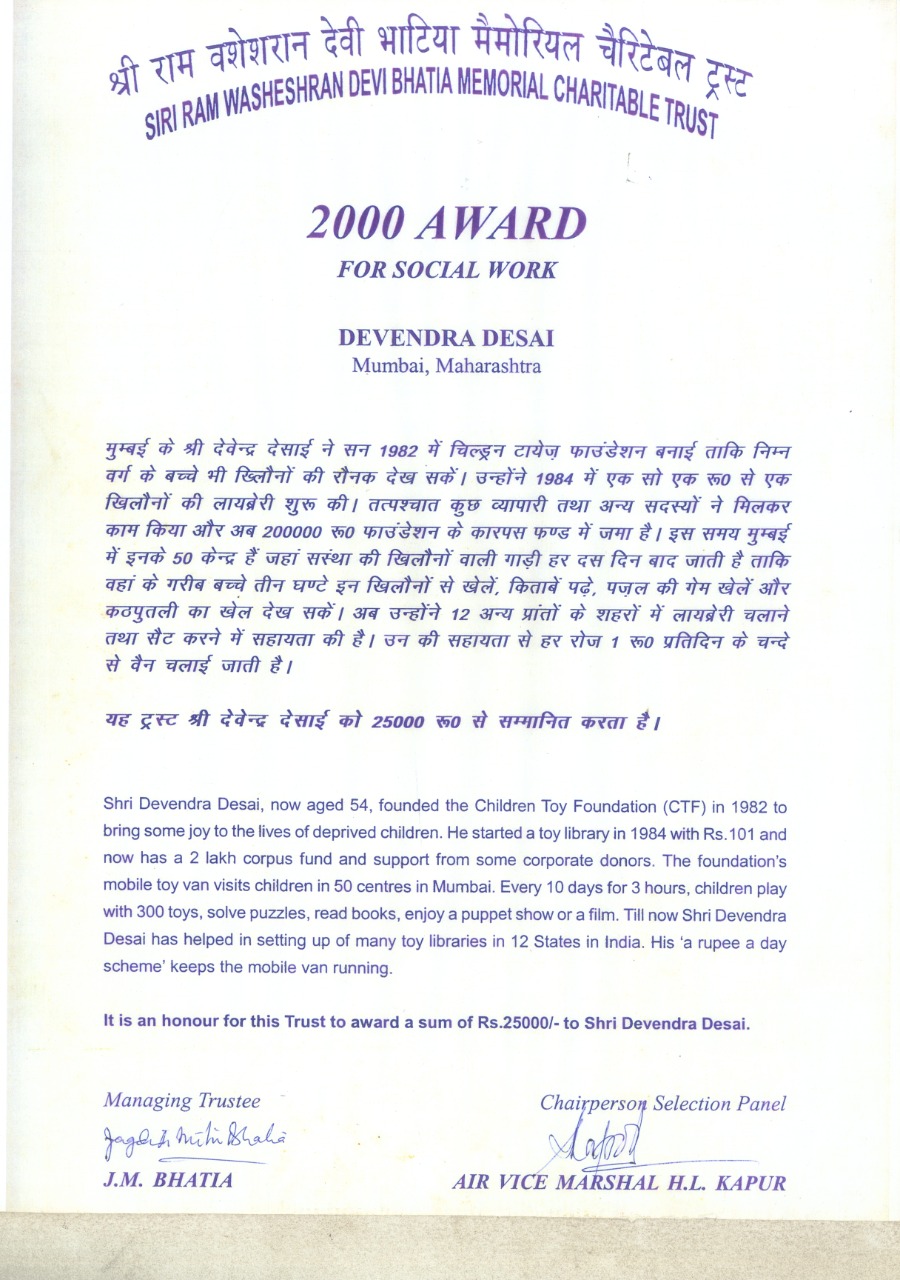 श्री राम वशेशरान देवी भाटिया मैमोरियल चैरिटेबल ट्रस्ट
SIRI RAM WASHESHRAN DEVI BHATIA MEMORIAL CHARITABLE TRUST
2000 AWARD
FOR SOCIAL WORK
DEVENDRA DESAI
Mumbai, Maharashtra
मुम्बई के श्री देवेन्द्र देसाई ने सन 1982 में चिल्ड्रन टायेज़ फाउंडेशन बनाई ताकि निम्न
वर्ग के बच्चे भी खिलौनों की रौनक देख सकें। उन्होंने 1984 में एक सो एक रू0 से एक
खिलौनों की लायब्रेरी शुरू की। तत्पश्चात कुछ व्यापारी तथा अन्य सदस्यों ने मिलकर
काम किया और अब 200000 रू0 फाउंडेशन के कारपस फण्ड में जमा है। इस समय मुम्बई
में इनके 50 केन्द्र हैं जहां सस्ंथा की खिलौनों वाली गाड़ी हर दस दिन बाद जाती है ताकि
वहां के गरीब बच्चे तीन घण्टे इन खिलौनों से खेलें, किताबें पढ़े, पज़ल की गेम खेलें और
कठपुतली का खेल देख सकें। अब उन्होंने 12 अन्य प्रांतों के शहरों में लायब्रेरी चलाने
तथा सैट करने में सहायता की है। उन की सहायता से हर रोज 1 रू0 प्रतिदिन के चन्दे
से वैन चलाई जाती है।
यह ट्रस्ट श्री देवेन्द्र देसाई को 25000 रू0 से सम्मानित करता है।
Shri Devendra Desai, now aged 54, founded the Children Toy Foundation (CTF) in 1982 to
bring some joy to the lives of deprived children. He started a toy library in 1984 with Rs.101 and
now has a 2 lakh corpus fund and support from some corporate donors. The foundation's
mobile toy van visits children in 50 centres in Mumbai. Every 10 days for 3 hours, children play
with 300 toys, solve puzzles, read books, enjoy a puppet show or a film. Till now Shri Devendra
Desai has helped in setting up of many toy libraries in 12 States in India. His 'a rupee a day
scheme' keeps the mobile van running.
It is an honour for this Trust to award a sum of Rs.25000/- to Shri Devendra Desai.
Managing Trustee
Chairperson Selection Panel
J.M. BHATIA
AIR VICE MARSHAL H.L. KAPUR